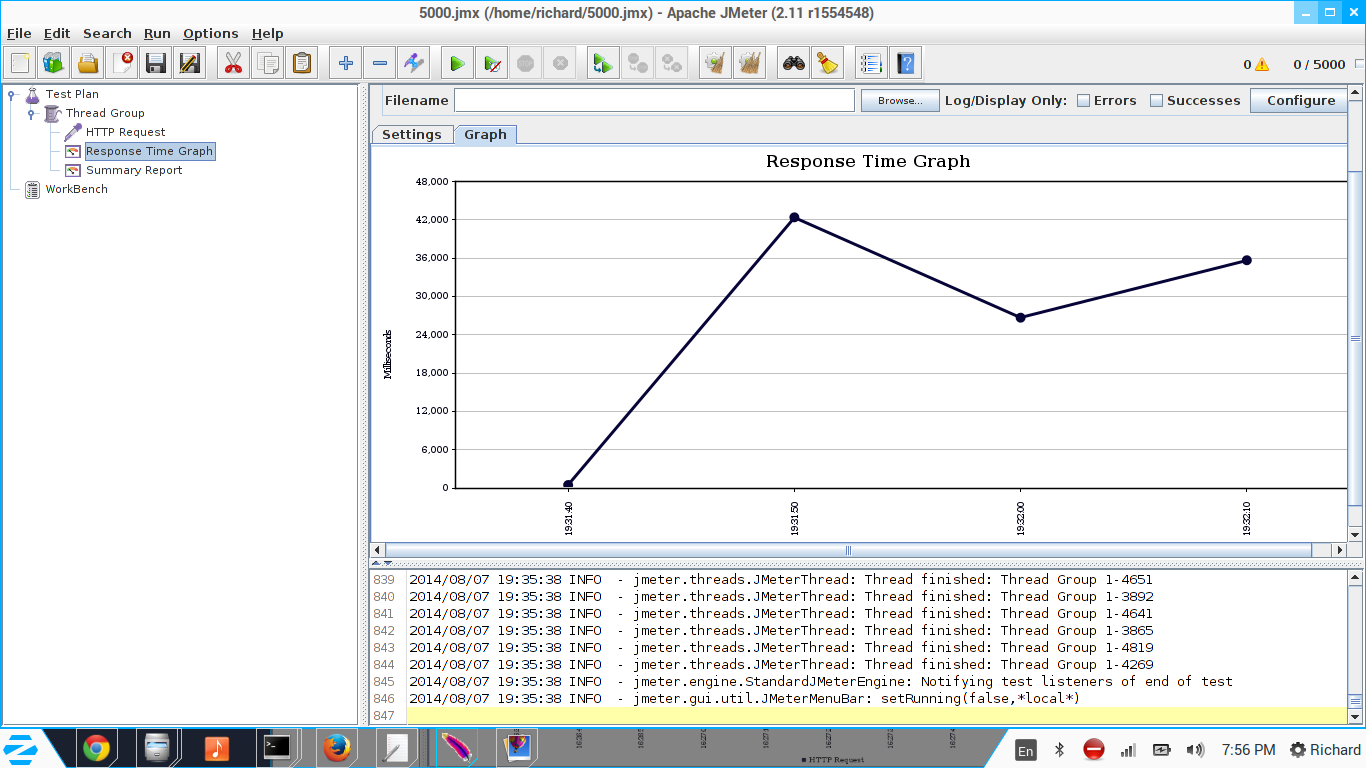 5000.jmx (/home/richard/5000.jmx) - Apache JMeter (2.11 r1554548)
File Edit Search Run Options Help
0 0 / 5000
Test Plan
Thread Group
HTTP Request
Response Time Graph
Summary Report
WorkBench
Filename Browse... Log/Display Only: Errors Successes Configure
Settings Graph
Response Time Graph
48,000
42,000
36,000
30,000
24,000
18,000
12,000
6,000
0
Milliseconds
19:31:40 19:31:50 19:32:00 19:32:10
839 2014/08/07 19:35:38 INFO - jmeter.threads.JMeterThread: Thread finished: Thread Group 1-4651
840 2014/08/07 19:35:38 INFO - jmeter.threads.JMeterThread: Thread finished: Thread Group 1-3892
841 2014/08/07 19:35:38 INFO - jmeter.threads.JMeterThread: Thread finished: Thread Group 1-4641
842 2014/08/07 19:35:38 INFO - jmeter.threads.JMeterThread: Thread finished: Thread Group 1-3865
843 2014/08/07 19:35:38 INFO - jmeter.threads.JMeterThread: Thread finished: Thread Group 1-4819
844 2014/08/07 19:35:38 INFO - jmeter.threads.JMeterThread: Thread finished: Thread Group 1-4269
845 2014/08/07 19:35:38 INFO - jmeter.engine.StandardJMeterEngine: Notifying test listeners of end of test
846 2014/08/07 19:35:38 INFO - jmeter.gui.util.JMeterMenuBar: setRunning(false,*local*)
847
HTTP Request
En 7:56 PM Richard